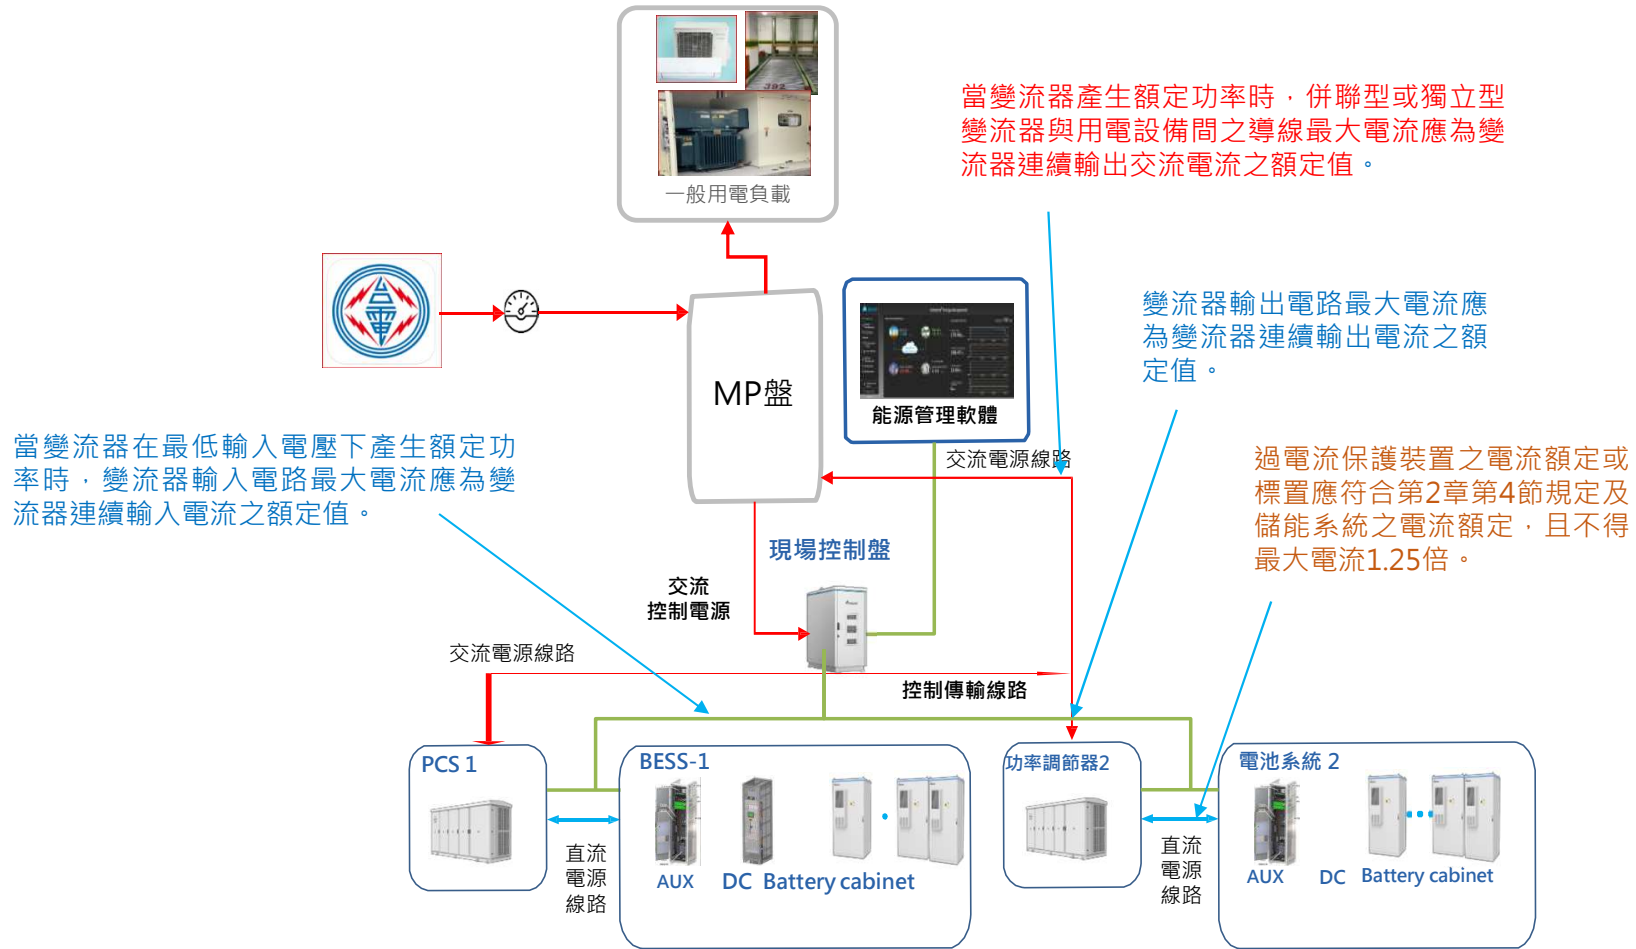 392
一般用電負載
當變流器產生額定功率時，併聯型或獨立型
變流器與用電設備間之導線最大電流應為變
流器連續輸出交流電流之額定值。
台電
MP盤
能源管理軟體
變流器輸出電路最大電流應
為變流器連續輸出電流之額
定值。
當變流器在最低輸入電壓下產生額定功
率時，變流器輸入電路最大電流應為變
流器連續輸入電流之額定值。
交流電源線路
過電流保護裝置之電流額定或
標置應符合第2章第4節規定及
儲能系統之電流額定，且不得
最大電流1.25倍。
現場控制盤
交流
控制電源
交流電源線路
控制傳輸線路
PCS 1
BESS-1
功率調節器2
電池系統 2
直流
電源
線路
AUX
DC
Battery cabinet
直流
電源
線路
AUX
DC
Battery cabinet